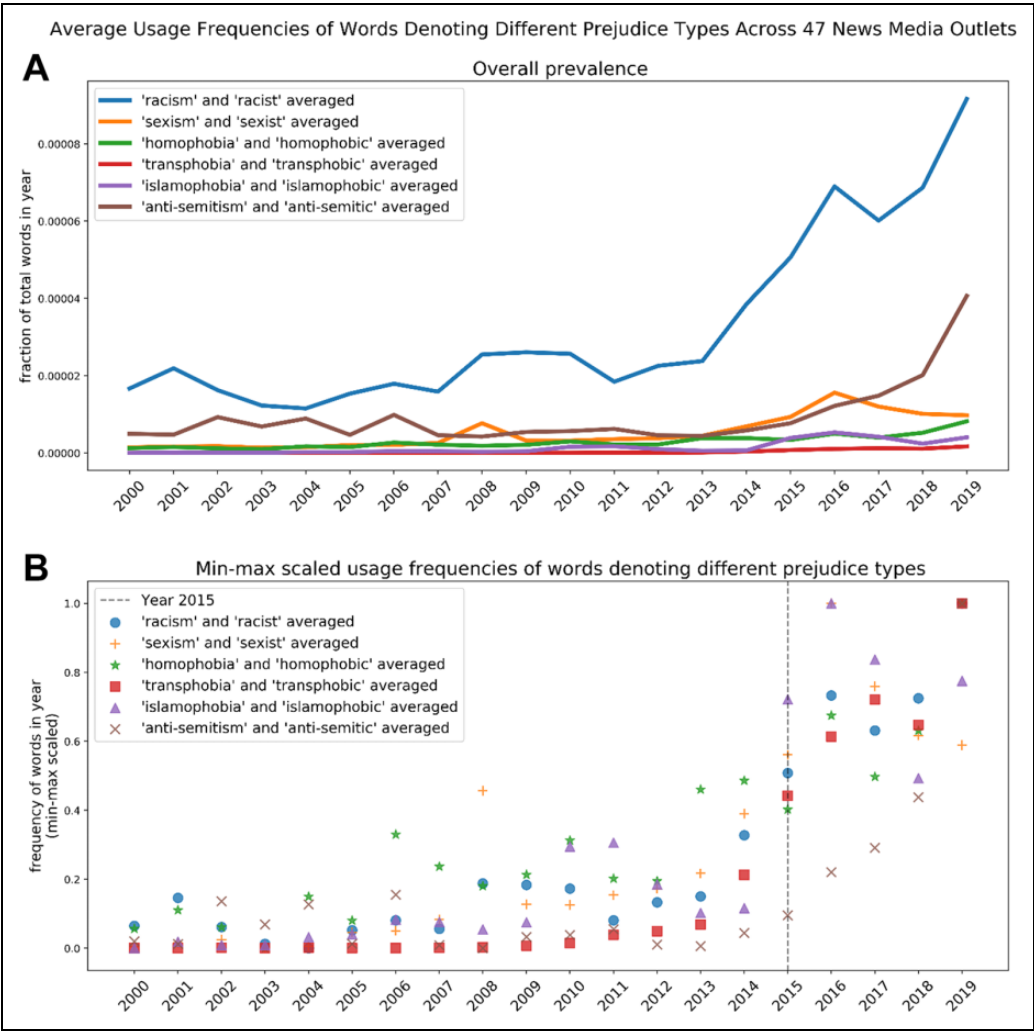 Average Usage Frequencies of Words Denoting Different Prejudice Types Across 47 News Media Outlets
A
Overall prevalence
'racism' and 'racist' averaged
'sexism' and 'sexist' averaged
'homophobia' and 'homophobic' averaged
'transphobia' and 'transphobic' averaged
'islamophobia' and 'islamophobic' averaged
'anti-semitism' and 'anti-semitic' averaged
fraction of total words in year
0.00008
0.00006
0.00004
0.00002
0.00000
2000 2001 2002 2003 2004 2005 2006 2007 2008 2009 2010 2011 2012 2013 2014 2015 2016 2017 2018 2019
B
Min-max scaled usage frequencies of words denoting different prejudice types
Year 2015
'racism' and 'racist' averaged
'sexism' and 'sexist' averaged
'homophobia' and 'homophobic' averaged
'transphobia' and 'transphobic' averaged
'islamophobia' and 'islamophobic' averaged
'anti-semitism' and 'anti-semitic' averaged
frequency of words in year
(min-max scaled)
1.0
0.8
0.6
0.4
0.2
0.0
2000 2001 2002 2003 2004 2005 2006 2007 2008 2009 2010 2011 2012 2013 2014 2015 2016 2017 2018 2019